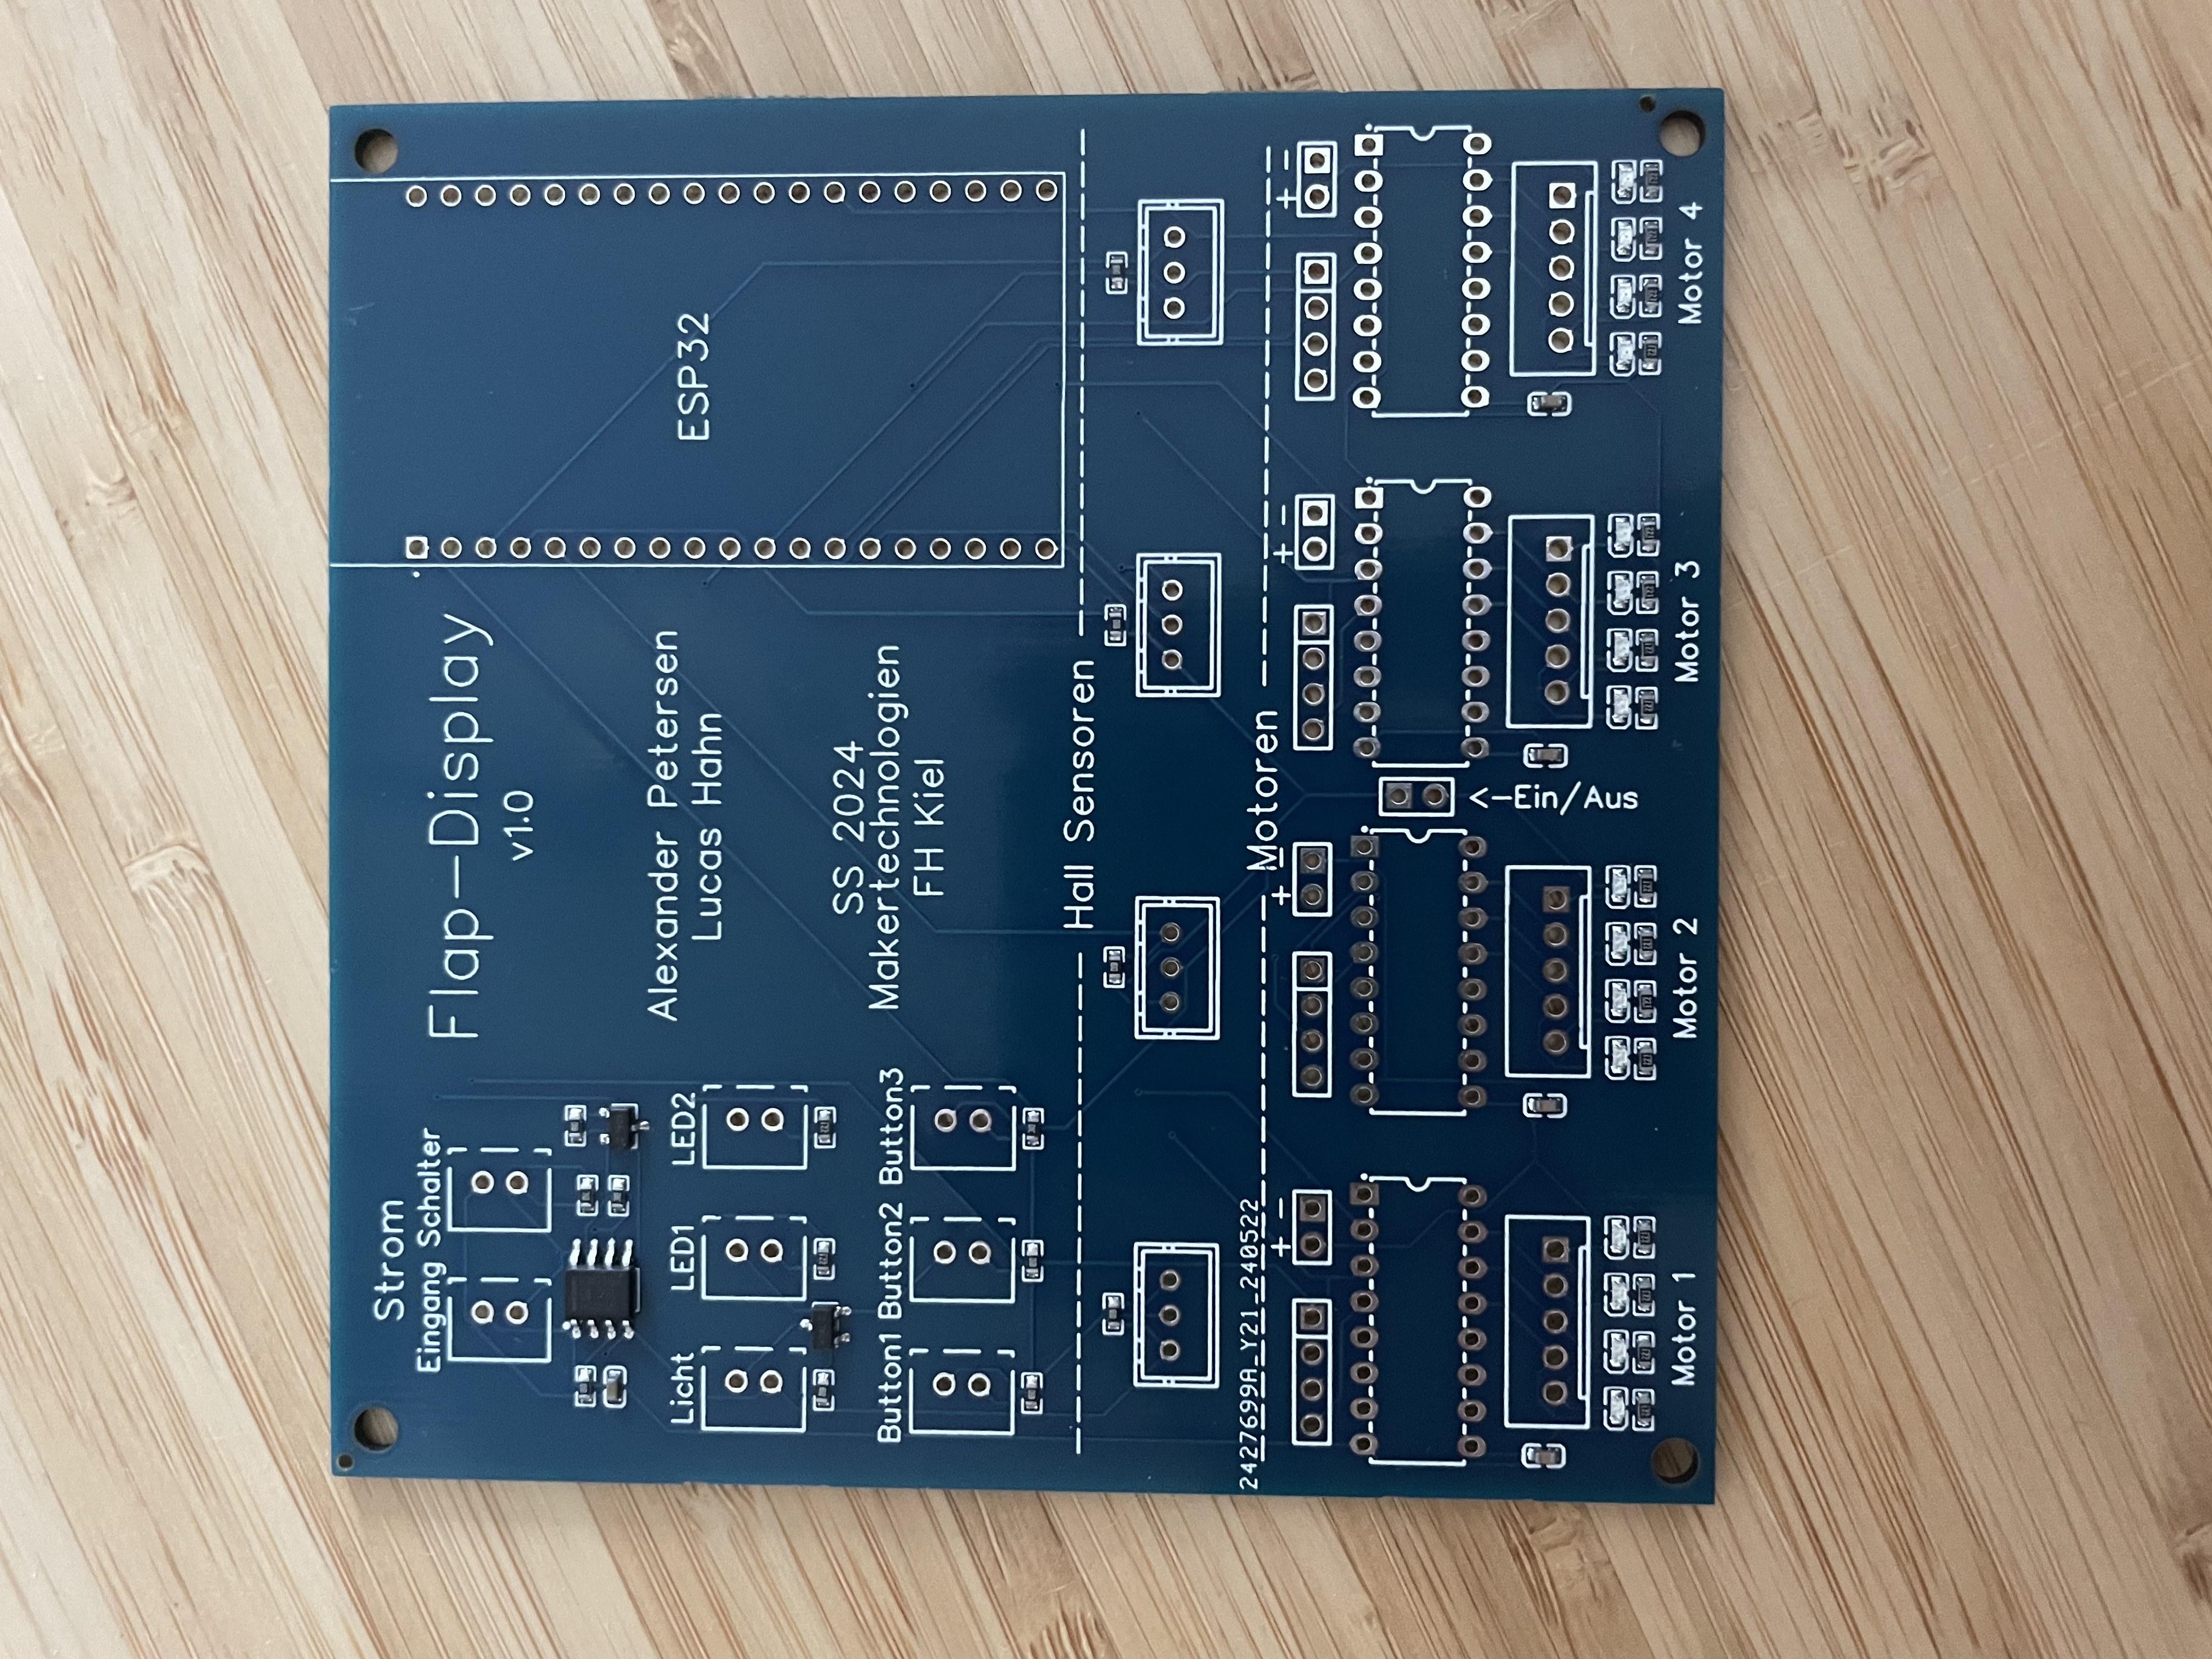 Strom
Eingang Schalter
Flap-Display
v1.0
Alexander Petersen
Lucas Hahn
ESP32
Licht LED1 LED2
SS 2024
Makertechnologien
FH Kiel
Button1 Button2 Button3
Hall Sensoren
2427699A_Y21_240522
Motoren
+ - + - + - + -
<-Ein/Aus
Motor 1 Motor 2 Motor 3 Motor 4